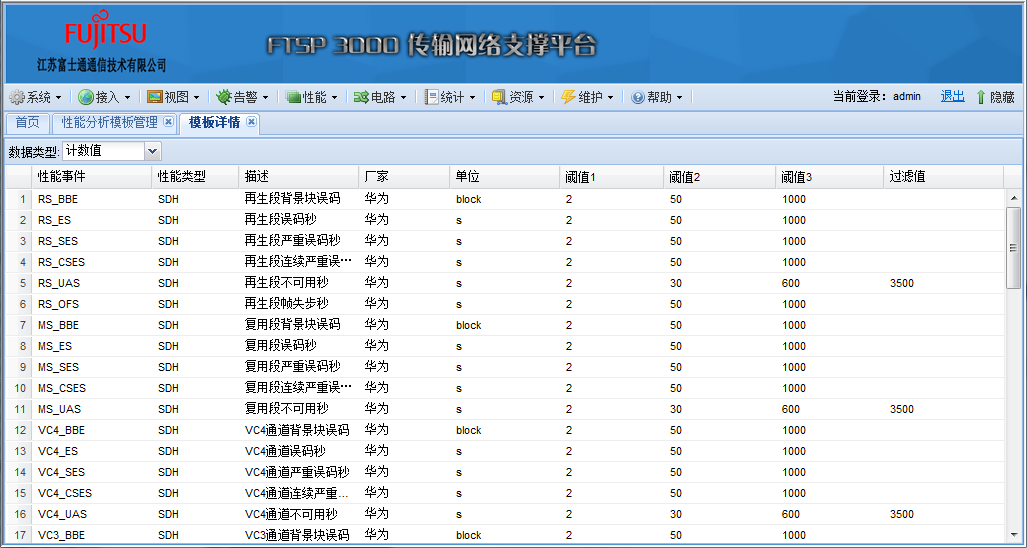 FUJITSU
江苏富士通通信技术有限公司
FTSP 3000 传输网络支撑平台
系统 接入 视图 告警 性能 电路 统计 资源 维护 帮助 当前登录：admin 退出 隐藏
首页 性能分析模板管理 模板详情
数据类型: 计数值
性能事件 性能类型 描述 厂家 单位 阈值1 阈值2 阈值3 过滤值
1 RS_BBE SDH 再生段背景块误码 华为 block 2 50 1000
2 RS_ES SDH 再生段误码秒 华为 s 2 50 1000
3 RS_SES SDH 再生段严重误码秒 华为 s 2 50 1000
4 RS_CSES SDH 再生段连续严重误… 华为 s 2 50 1000
5 RS_UAS SDH 再生段不可用秒 华为 s 2 30 600 3500
6 RS_OFS SDH 再生段帧失步秒 华为 s 2 50 1000
7 MS_BBE SDH 复用段背景块误码 华为 block 2 50 1000
8 MS_ES SDH 复用段误码秒 华为 s 2 50 1000
9 MS_SES SDH 复用段严重误码秒 华为 s 2 50 1000
10 MS_CSES SDH 复用段连续严重误… 华为 s 2 50 1000
11 MS_UAS SDH 复用段不可用秒 华为 s 2 30 600 3500
12 VC4_BBE SDH VC4通道背景块误码 华为 block 2 50 1000
13 VC4_ES SDH VC4通道误码秒 华为 s 2 50 1000
14 VC4_SES SDH VC4通道严重误码秒 华为 s 2 50 1000
15 VC4_CSES SDH VC4通道连续严重... 华为 s 2 50 1000
16 VC4_UAS SDH VC4通道不可用秒 华为 s 2 30 600 3500
17 VC3_BBE SDH VC3通道背景块误码 华为 block 2 50 1000